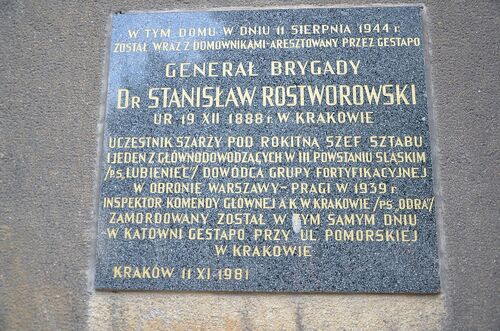 W TYM DOMU W DNIU 11 SIERPNIA 1944 r.
ZOSTAŁ WRAZ Z DOMOWNIKAMI ARESZTOWANY PRZEZ GESTAPO
GENERAŁ BRYGADY
DR STANISŁAW ROSTWOROWSKI
UR. 19 XII 1888 r. W KRAKOWIE
UCZESTNIK SZARŻY POD ROKITNĄ SZEF SZTABU
I JEDEN Z GŁÓWNODOWODZĄCYCH W III POWSTANIU ŚLĄSKIM
/PS. LUBIENIEC/ DOWÓDCA GRUPY FORTYFIKACYJNEJ
W OBRONIE WARSZAWY-PRAGI W 1939 r.
INSPEKTOR KOMENDY GŁÓWNEJ A.K. W KRAKOWIE /PS. ODRA/
ZAMORDOWANY ZOSTAŁ W TYM SAMYM DNIU
W KATOWNI GESTAPO PRZY UL. POMORSKIEJ
W KRAKOWIE
KRAKÓW 11 XI 1981